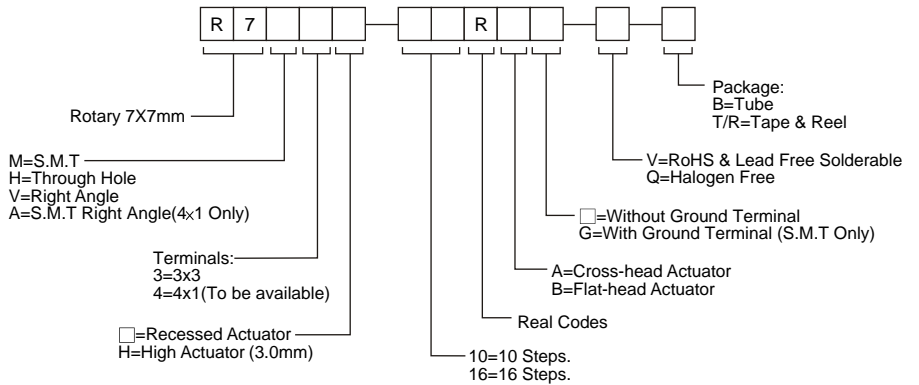 R 7 □ □ □ — □ □ R □ □ — □ — □
Package:
B=Tube
T/R=Tape & Reel
Rotary 7X7mm
M=S.M.T
H=Through Hole
V=Right Angle
A=S.M.T Right Angle(4×1 Only)
V=RoHS & Lead Free Solderable
Q=Halogen Free
□=Without Ground Terminal
G=With Ground Terminal (S.M.T Only)
Terminals:
3=3x3
4=4x1(To be available)
A=Cross-head Actuator
B=Flat-head Actuator
Real Codes
□=Recessed Actuator
H=High Actuator (3.0mm)
10=10 Steps.
16=16 Steps.